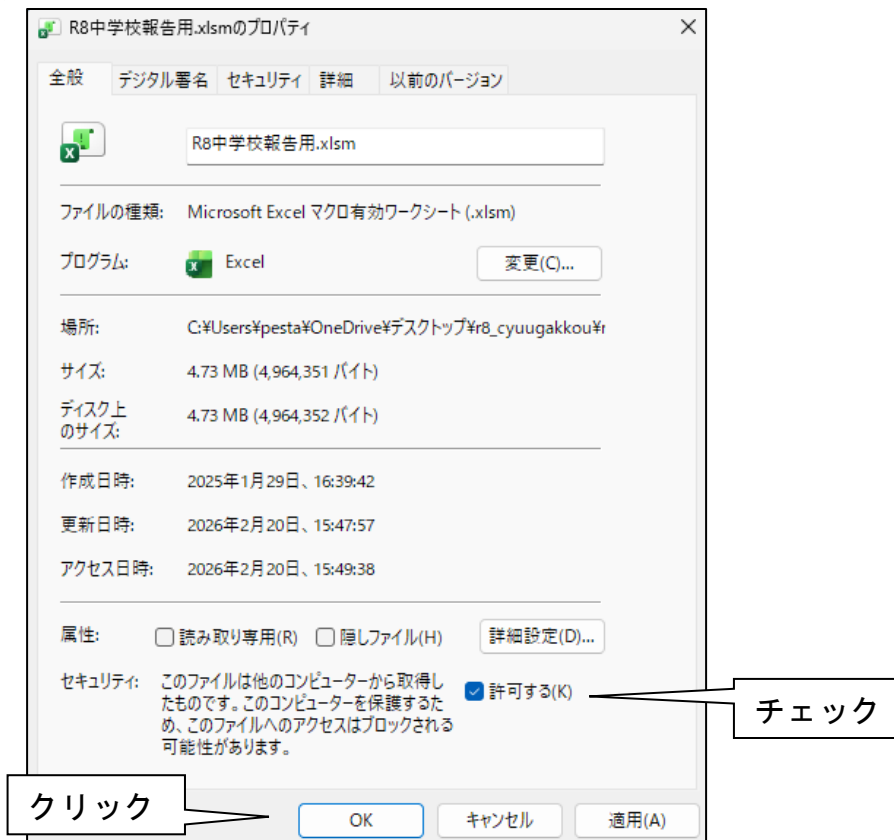 R8中学校報告用.xlsmのプロパティ
全般 デジタル署名 セキュリティ 詳細 以前のバージョン
R8中学校報告用.xlsm
ファイルの種類: Microsoft Excel マクロ有効ワークシート (.xlsm)
プログラム: Excel 変更(C)...
場所: C:¥Users¥pesta¥OneDrive¥デスクトップ¥r8_cyuugakkou¥r
サイズ: 4.73 MB (4,964,351 バイト)
ディスク上
のサイズ: 4.73 MB (4,964,352 バイト)
作成日時: 2025年1月29日、16:39:42
更新日時: 2026年2月20日、15:47:57
アクセス日時: 2026年2月20日、15:49:38
属性: 読み取り専用(R) 隠しファイル(H) 詳細設定(D)...
セキュリティ: このファイルは他のコンピューターから取得し
たものです。このコンピューターを保護するた
め、このファイルへのアクセスはブロックされる
可能性があります。
許可する(K)
チェック
クリック
OK キャンセル 適用(A)